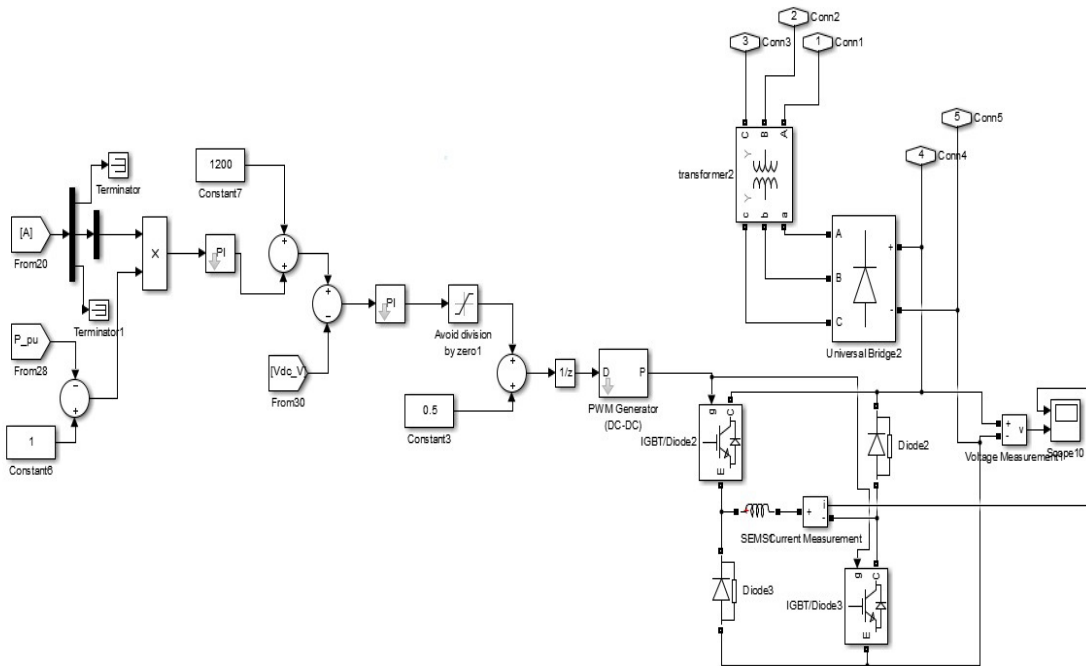 2
Conn2
3
Conn3
1
Conn1
5
Conn5
4
Conn4
C
B
A
Y
Y
transformer2
c
b
a
A
B
C
+
-
Universal Bridge2
1200
Constant7
Terminator
[A]
From20
X
PI
+
+
Terminator1
+
−
PI
Avoid division
by zero1
P_pu
From28
−
+
1
Constant6
[Vdc_V]
From30
+
+
0.5
Constant3
1/z
D
P
PWM Generator
(DC-DC)
g
C
E
IGBT/Diode2
Diode2
+
-
v
Voltage Measurement
Scope10
+
i
-
SEMS
Current Measurement
Diode3
g
C
E
IGBT/Diode3